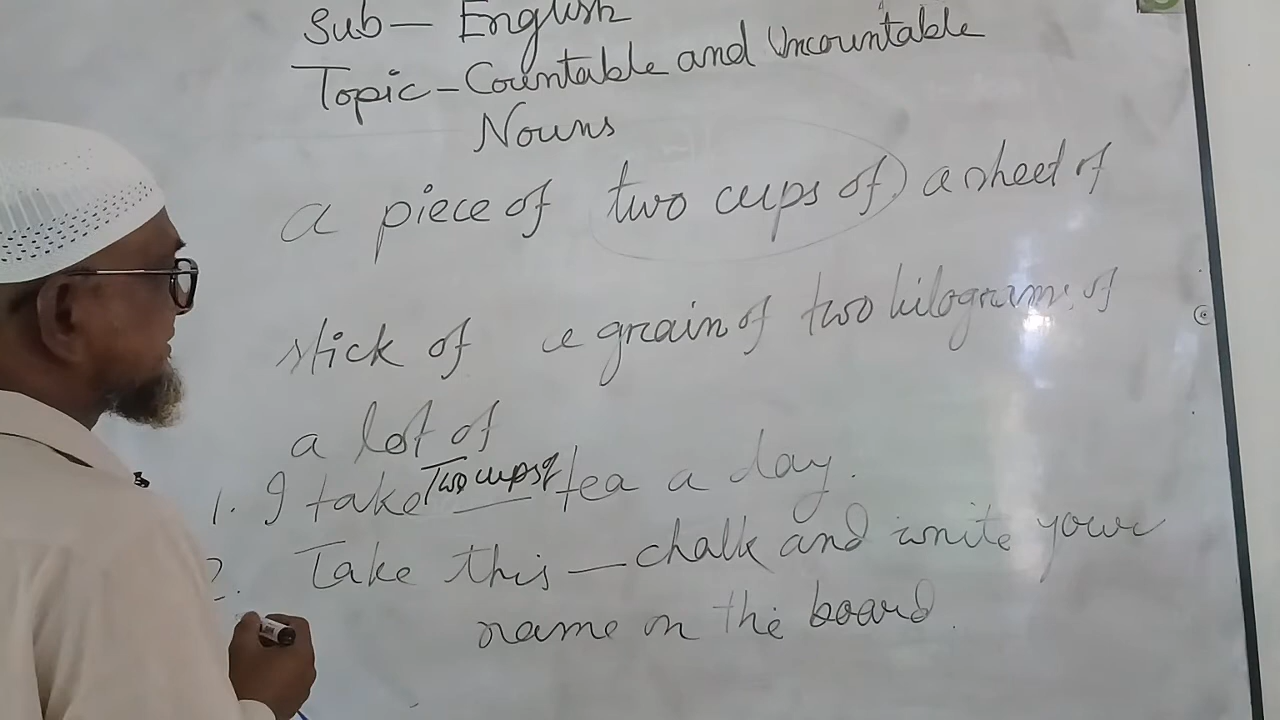 Sub- English
Topic- Countable and Uncountable
Nouns
a piece of two cups of a sheet of
stick of a grain of two kilograms of
a lot of
1. I take Two cups of tea a day.
2. Take this — chalk and write your
name on the board.